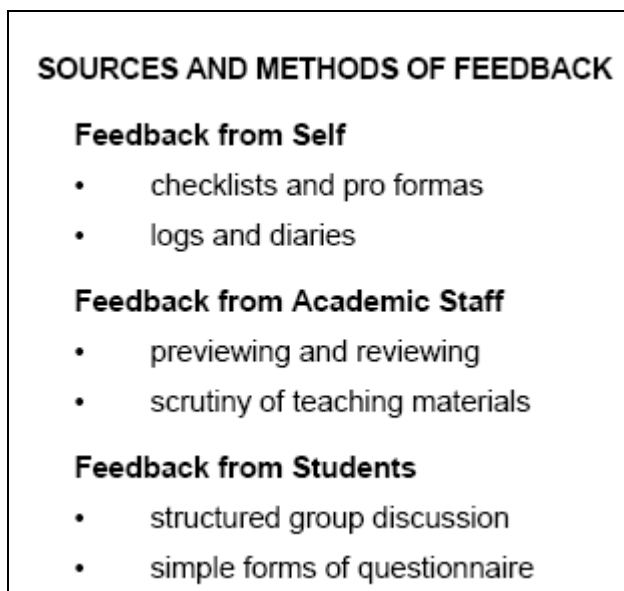 SOURCES AND METHODS OF FEEDBACK
Feedback from Self
• checklists and pro formas
• logs and diaries
Feedback from Academic Staff
• previewing and reviewing
• scrutiny of teaching materials
Feedback from Students
• structured group discussion
• simple forms of questionnaire